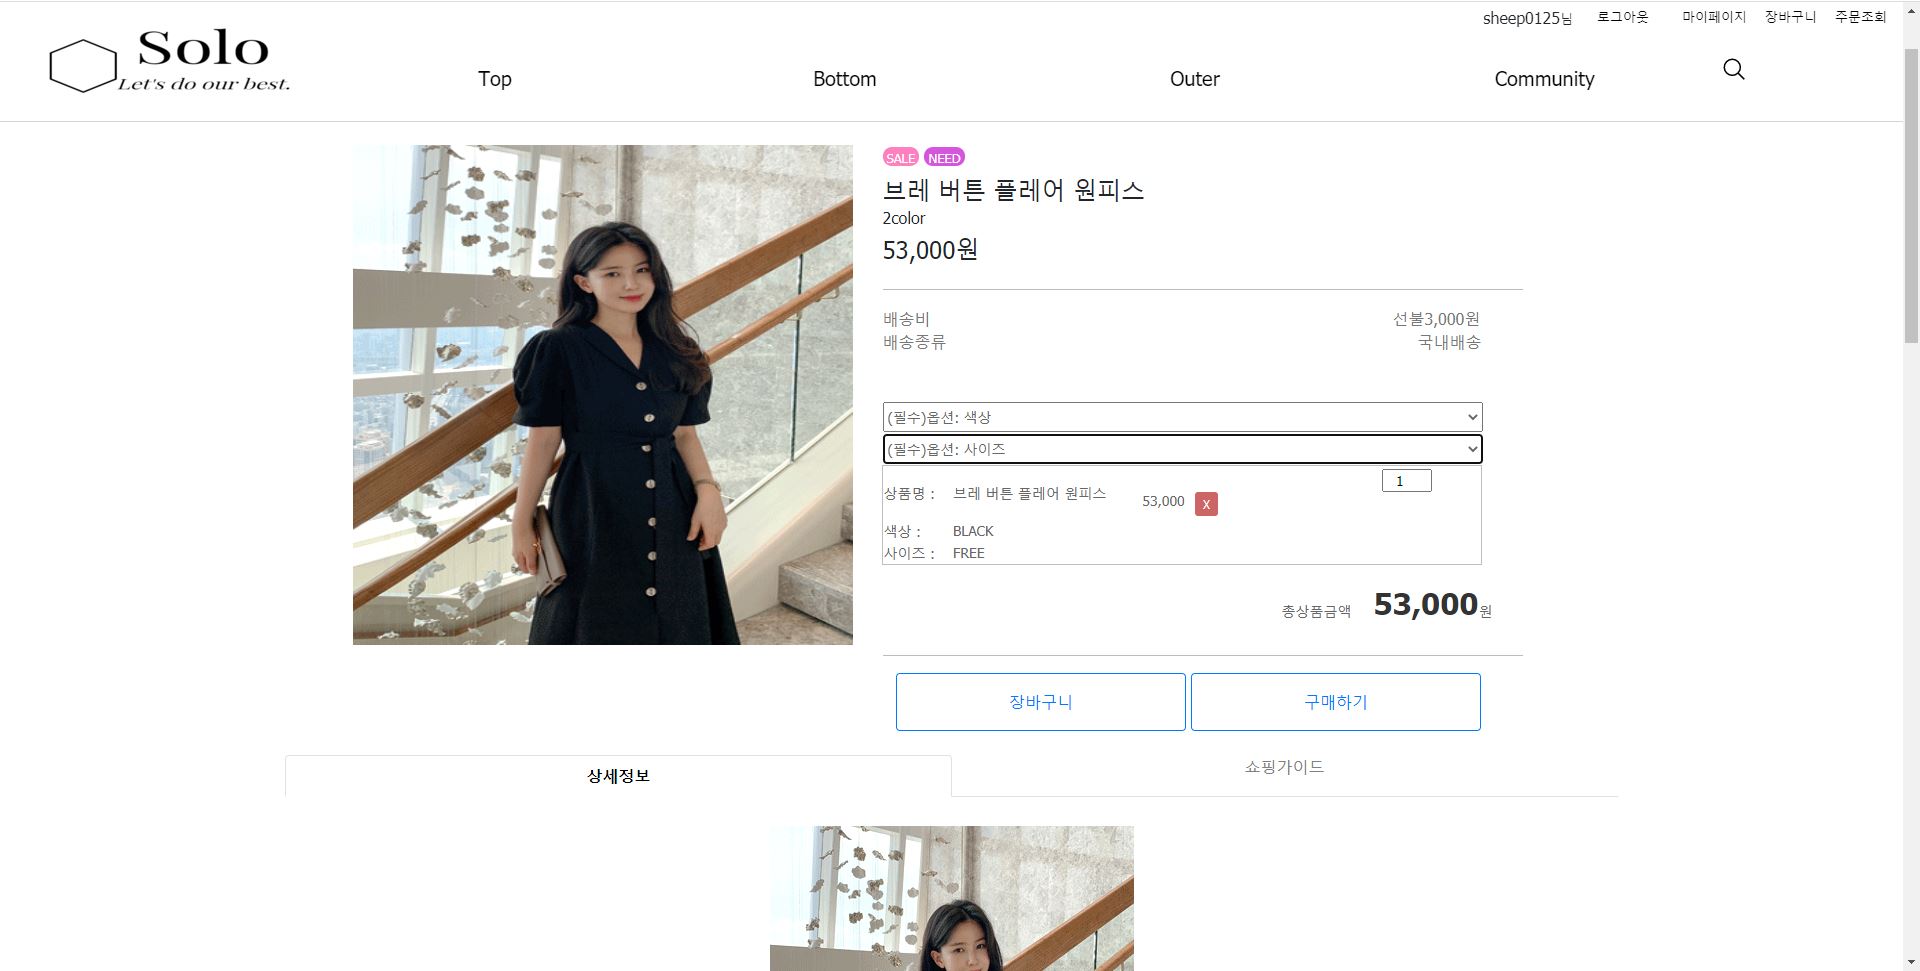 sheep0125님 로그아웃 마이페이지 장바구니 주문조회
Solo
Let's do our best.
Top Bottom Outer Community
SALE NEED
브레 버튼 플레어 원피스
2color
53,000원
배송비 선불3,000원
배송종류 국내배송
(필수)옵션: 색상
(필수)옵션: 사이즈
1
상품명 : 브레 버튼 플레어 원피스 53,000 X
색상 : BLACK
사이즈 : FREE
총상품금액 53,000원
장바구니 구매하기
상세정보 쇼핑가이드